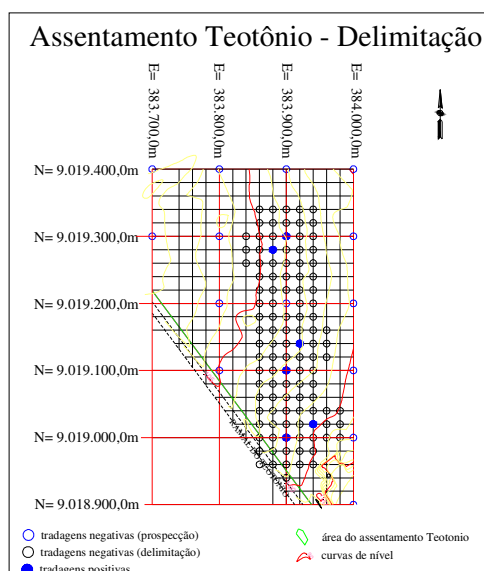 Assentamento Teotônio - Delimitação
E= 383.700,0m
E= 383.800,0m
E= 383.900,0m
E= 384.000,0m
N= 9.019.400,0m
N= 9.019.300,0m
N= 9.019.200,0m
N= 9.019.100,0m
N= 9.019.000,0m
N= 9.018.900,0m
tradagens negativas (prospecção)
tradagens negativas (delimitação)
tradagens positivas
área do assentamento Teotonio
curvas de nível